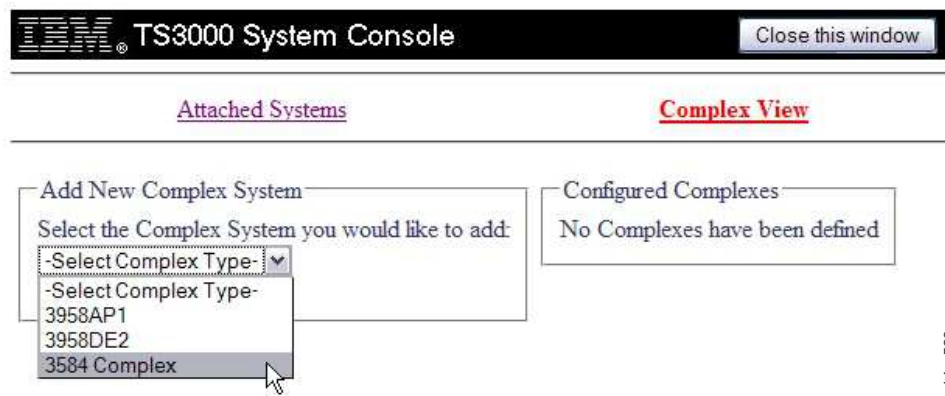 IBM® TS3000 System Console
Close this window
Attached Systems
Complex View
Add New Complex System
Select the Complex System you would like to add:
-Select Complex Type-
-Select Complex Type-
3958AP1
3958DE2
3584 Complex
Configured Complexes
No Complexes have been defined